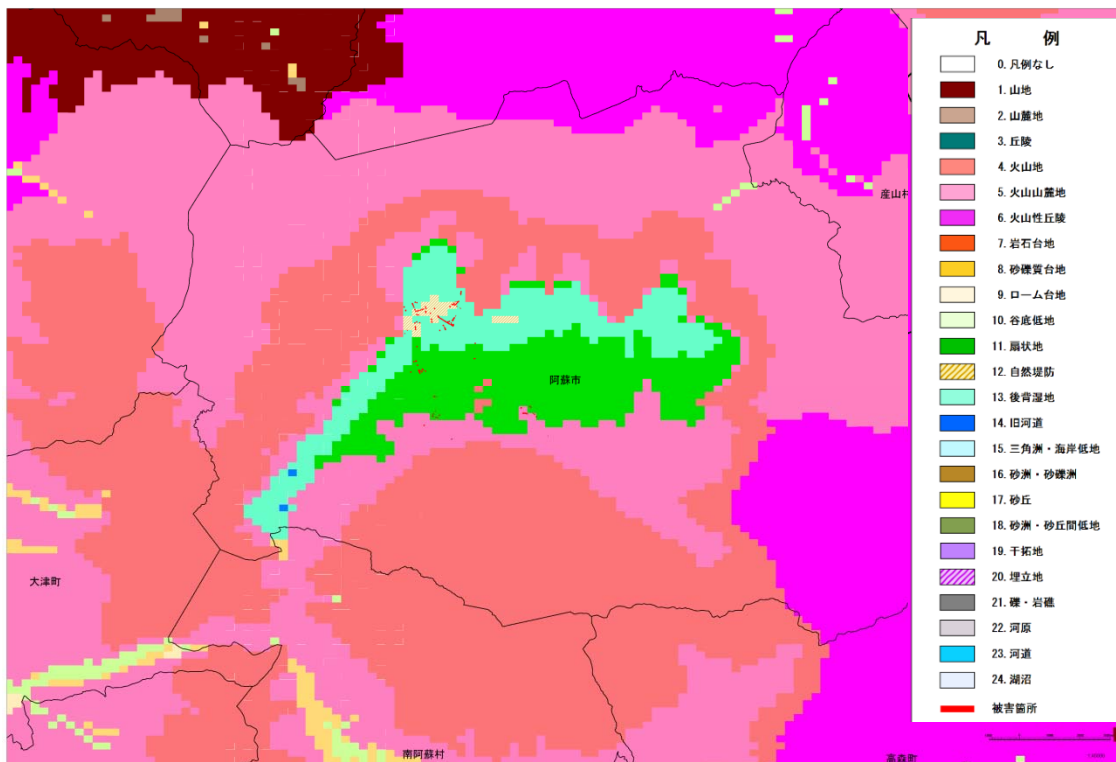 凡 例
0. 凡例なし
1. 山地
2. 山麓地
3. 丘陵
4. 火山地
5. 火山山麓地
6. 火山性丘陵
7. 岩石台地
8. 砂礫質台地
9. ローム台地
10. 谷底低地
11. 扇状地
12. 自然堤防
13. 後背湿地
14. 旧河道
15. 三角洲・海岸低地
16. 砂洲・砂礫洲
17. 砂丘
18. 砂洲・砂丘間低地
19. 干拓地
20. 埋立地
21. 礫・岩礁
22. 河原
23. 河道
24. 湖沼
被害箇所
産山村
阿蘇市
大津町
南阿蘇村
高森町